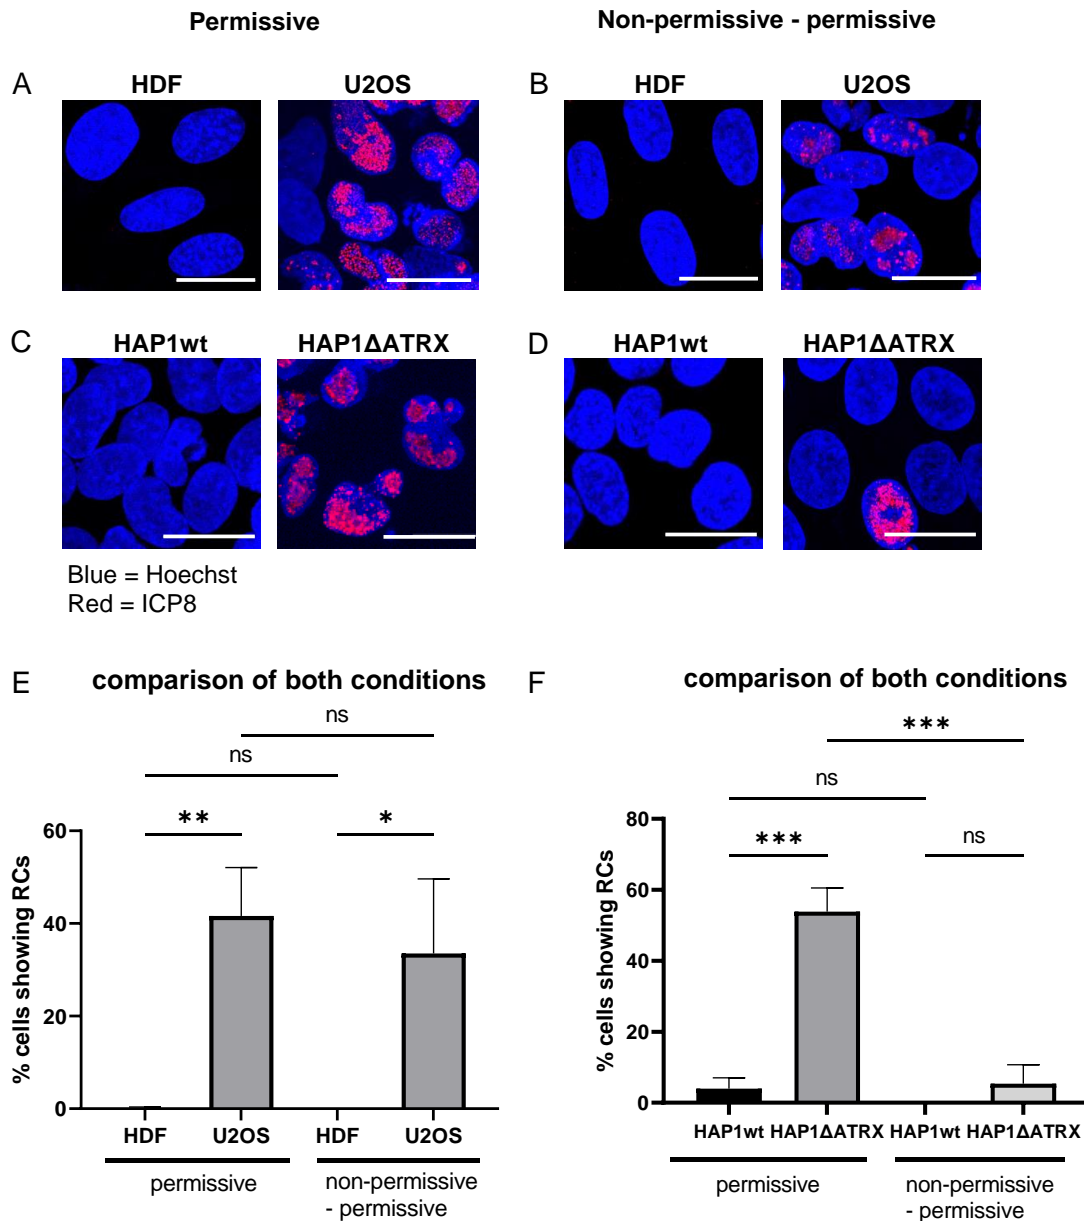 Permissive
Non-permissive - permissive
A
HDF
U2OS
B
HDF
U2OS
C
HAP1wt
HAP1ΔATRX
D
HAP1wt
HAP1ΔATRX
Blue = Hoechst
Red = ICP8
E
comparison of both conditions
ns
ns
**
*
% cells showing RCs
60
40
20
0
HDF
U2OS
HDF
U2OS
permissive
non-permissive
- permissive
F
comparison of both conditions
***
ns
***
ns
% cells showing RCs
80
60
40
20
0
HAP1wt
HAP1ΔATRX
HAP1wt
HAP1ΔATRX
permissive
non-permissive
- permissive